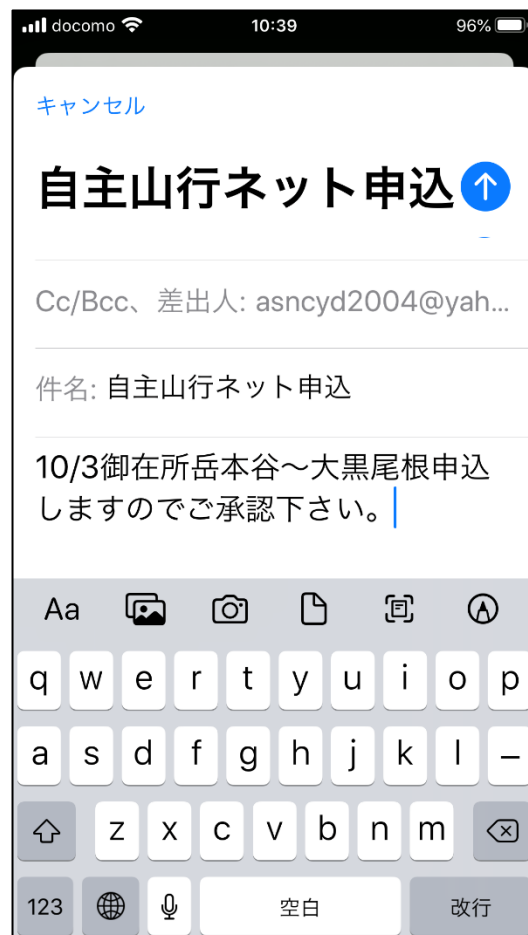 docomo 10:39 96%
キャンセル
自主山行ネット申込
Cc/Bcc、差出人: asncyd2004@yah...
件名: 自主山行ネット申込
10/3御在所岳本谷〜大黒尾根申込
しますのでご承認下さい。
Aa
q w e r t y u i o p
a s d f g h j k l –
z x c v b n m
123 空白 改行